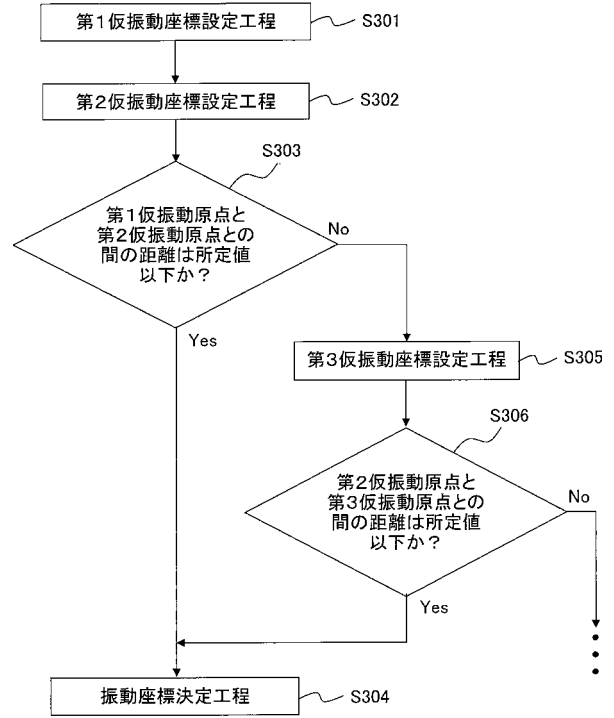 第1仮振動座標設定工程 S301
第2仮振動座標設定工程 S302
S303
第1仮振動原点と
第2仮振動原点との
間の距離は所定値
以下か？
No
Yes
第3仮振動座標設定工程 S305
S306
第2仮振動原点と
第3仮振動原点との
間の距離は所定値
以下か？
No
Yes
振動座標決定工程 S304